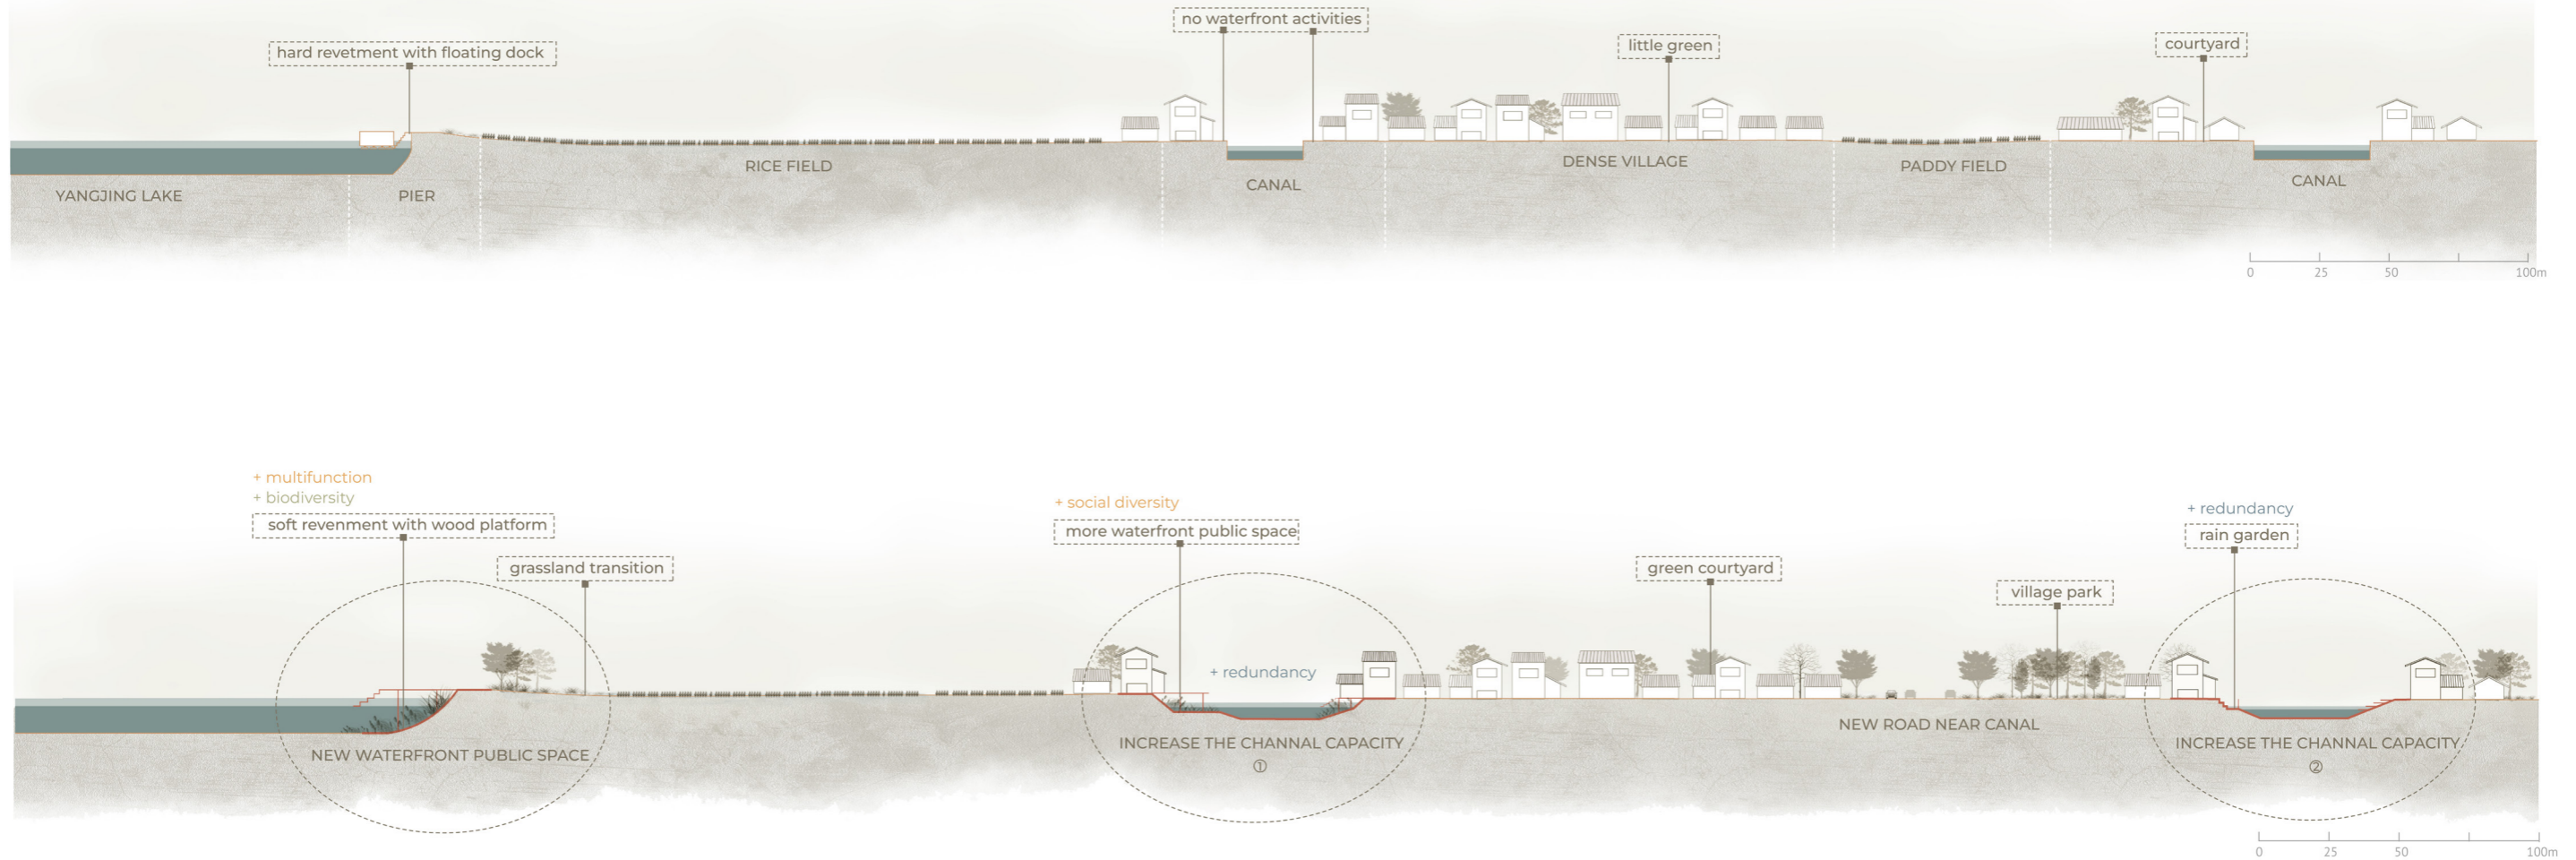 no waterfront activities
hard revetment with floating dock
little green
courtyard
YANGJING LAKE
PIER
RICE FIELD
CANAL
DENSE VILLAGE
PADDY FIELD
CANAL
0 25 50 100m
+ multifunction
+ biodiversity
soft revenment with wood platform
grassland transition
+ social diversity
more waterfront public space
+ redundancy
green courtyard
village park
+ redundancy
rain garden
NEW WATERFRONT PUBLIC SPACE
INCREASE THE CHANNAL CAPACITY
①
NEW ROAD NEAR CANAL
INCREASE THE CHANNAL CAPACITY
②
0 25 50 100m